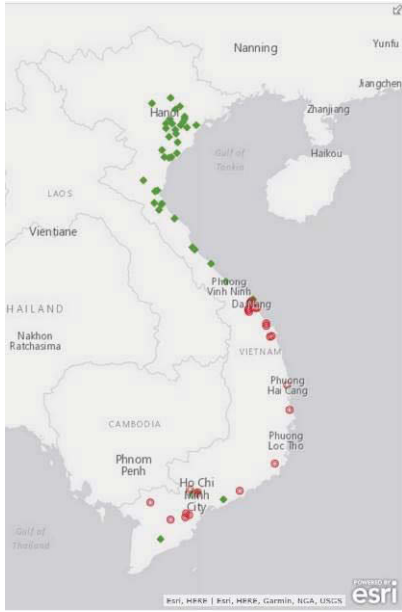 Nanning
Yunfu
Jiangchen
Hanoi
Zhanjiang
Haikou
Gulf of
Tonkin
LAOS
Vientiane
Phuong
Vinh Ninh
Da Nang
HAILAND
Nakhon
Ratchasima
VIETNAM
Phuong
Hai Cang
CAMBODIA
Phuong
Loc Tho
Phnom
Penh
Ho Chi
Minh
City
Gulf of
Thailand
Esri, HERE | Esri, HERE, Garmin, NGA, USGS
POWERED BY
esri